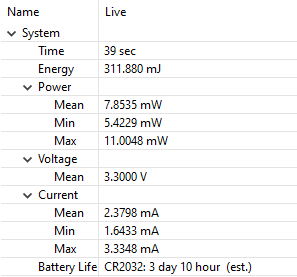 Name Live
System
Time 39 sec
Energy 311.880 mJ
Power
Mean 7.8535 mW
Min 5.4229 mW
Max 11.0048 mW
Voltage
Mean 3.3000 V
Current
Mean 2.3798 mA
Min 1.6433 mA
Max 3.3348 mA
Battery Life CR2032: 3 day 10 hour (est.)